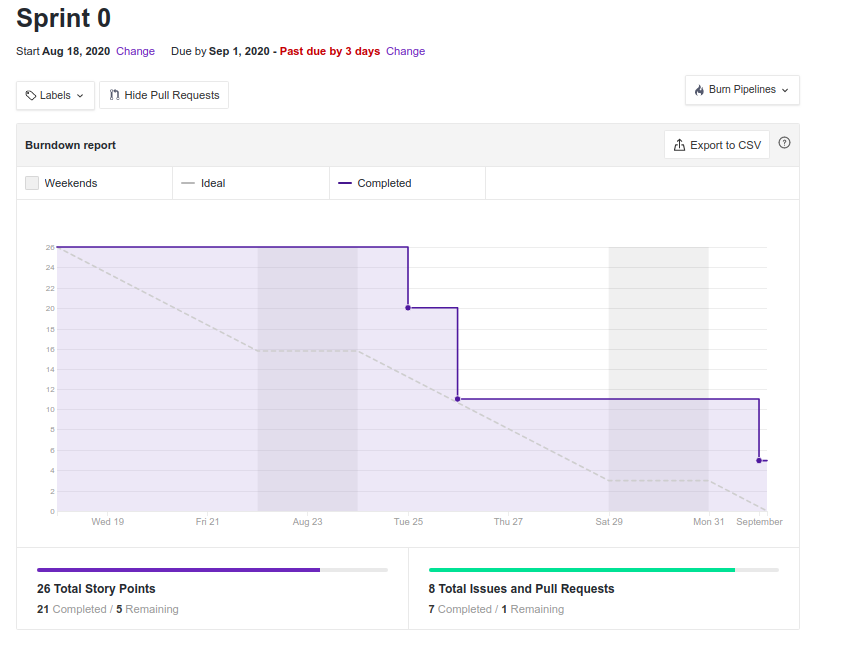 Sprint 0
Start Aug 18, 2020 Change Due by Sep 1, 2020 - Past due by 3 days Change
Labels Hide Pull Requests Burn Pipelines
Burndown report Export to CSV ?
Weekends Ideal Completed
26
24
22
20
18
16
14
12
10
8
6
4
2
0
Wed 19 Fri 21 Aug 23 Tue 25 Thu 27 Sat 29 Mon 31 September
26 Total Story Points
21 Completed / 5 Remaining
8 Total Issues and Pull Requests
7 Completed / 1 Remaining